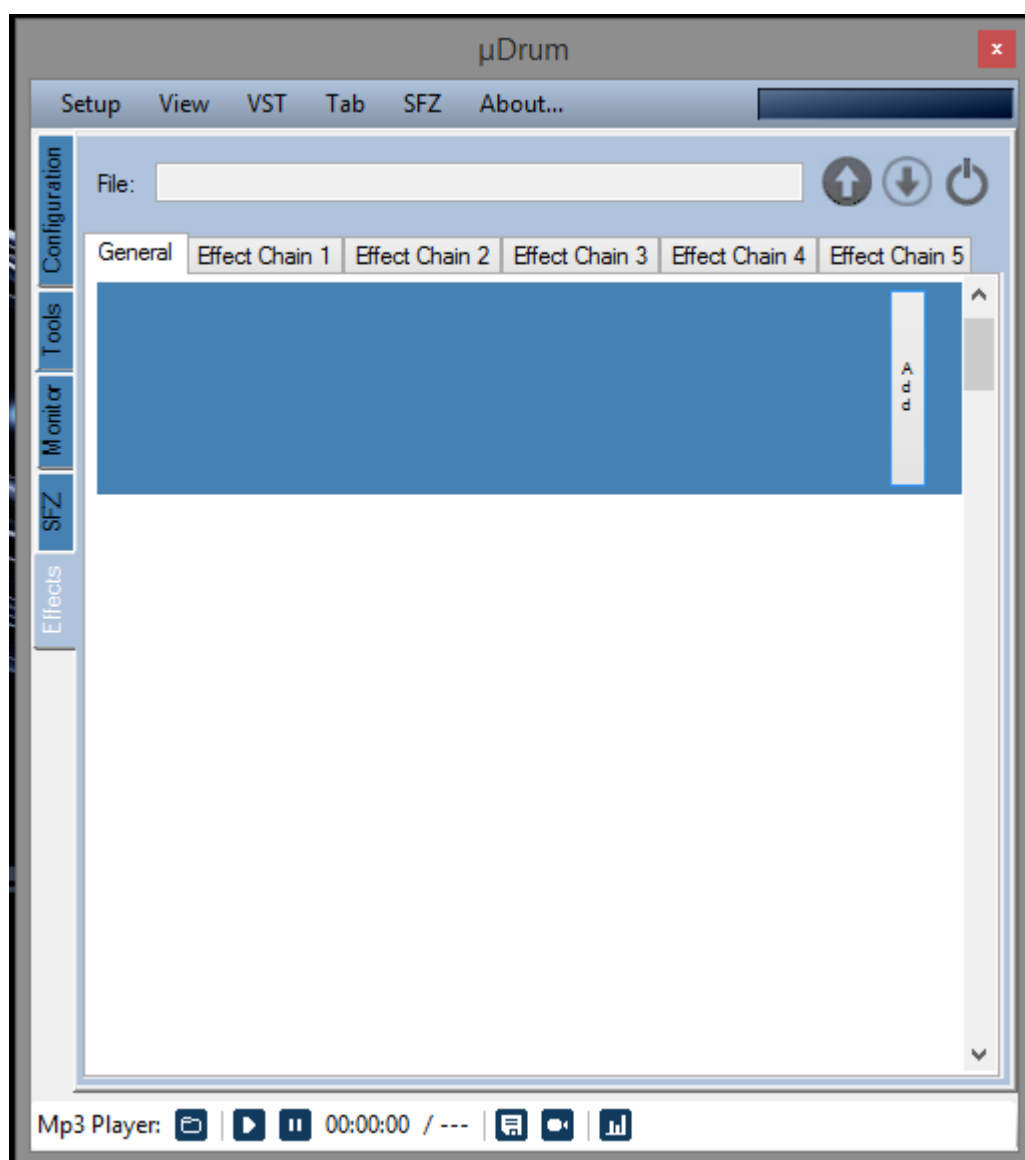 µDrum
x
Setup View VST Tab SFZ About...
Configuration
Tools
Monitor
SFZ
Effects
File:
General Effect Chain 1 Effect Chain 2 Effect Chain 3 Effect Chain 4 Effect Chain 5
Add
Mp3 Player: 00:00:00 / ---